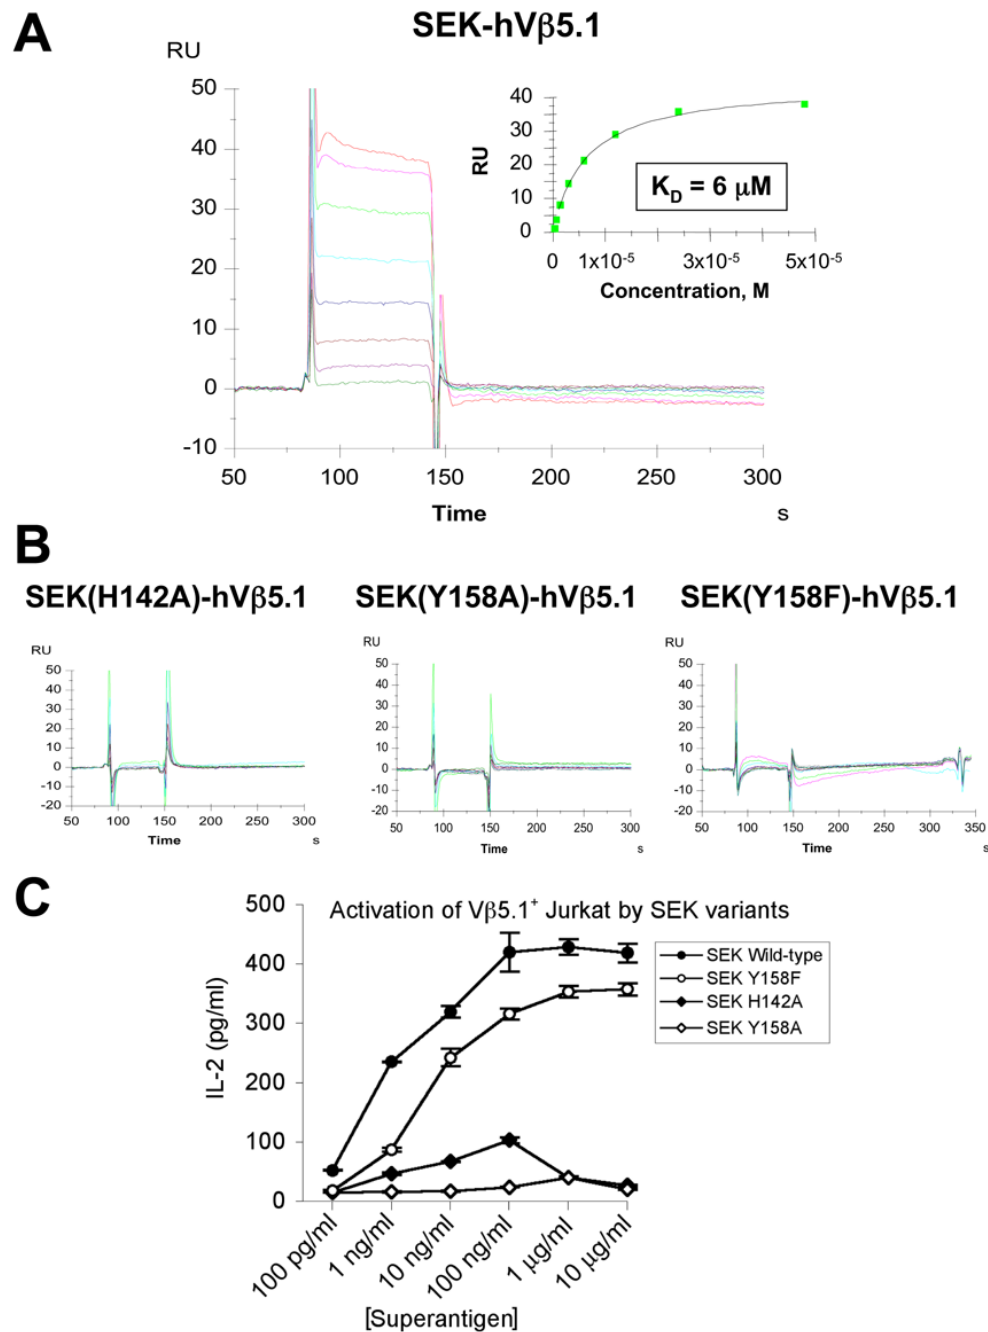 A
SEK-hVβ5.1
RU
50
40
30
20
10
0
-10
50
100
150
200
250
300
Time
s
RU
40
30
20
10
0
K_D = 6 μM
0
1x10⁻⁵
3x10⁻⁵
5x10⁻⁵
Concentration, M
B
SEK(H142A)-hVβ5.1
RU
50
40
30
20
10
0
-10
-20
50
100
150
200
250
300
Time
s
SEK(Y158A)-hVβ5.1
RU
50
40
30
20
10
0
-10
-20
50
100
150
200
250
300
Time
s
SEK(Y158F)-hVβ5.1
RU
50
40
30
20
10
0
-10
-20
50
100
150
200
250
300
350
Time
s
C
Activation of Vβ5.1⁺ Jurkat by SEK variants
IL-2 (pg/ml)
500
400
300
200
100
0
SEK Wild-type
SEK Y158F
SEK H142A
SEK Y158A
100 pg/ml
1 ng/ml
10 ng/ml
100 ng/ml
1 μg/ml
10 μg/ml
[Superantigen]